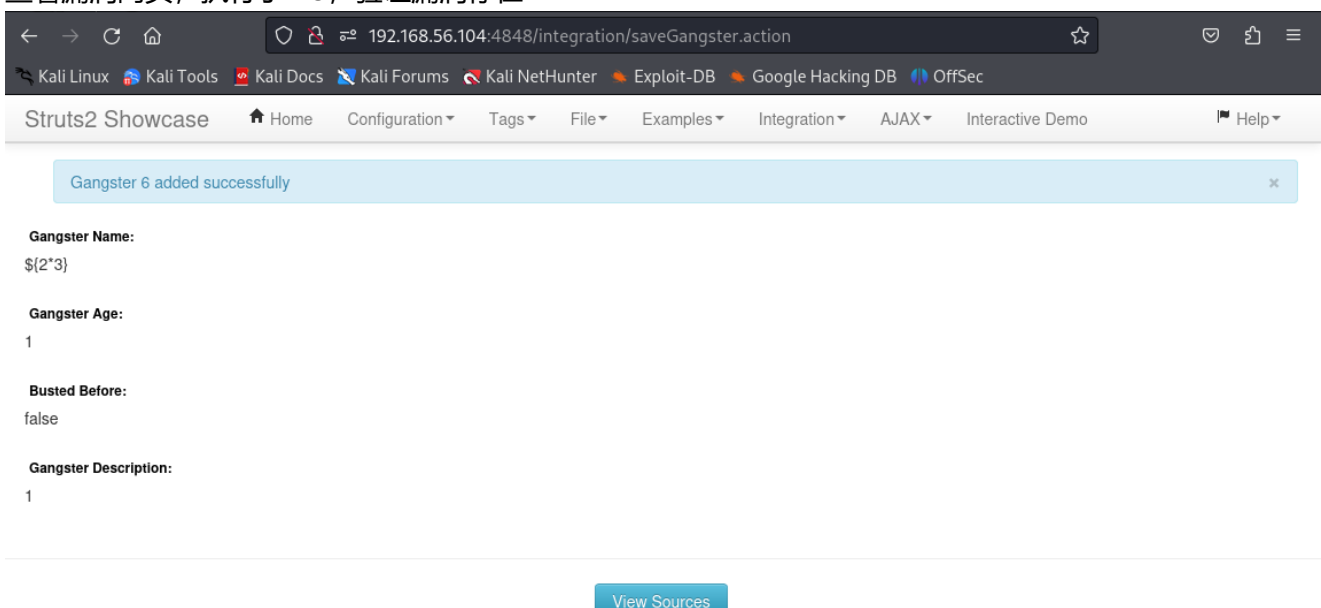 192.168.56.104:4848/integration/saveGangster.action
Kali Linux Kali Tools Kali Docs Kali Forums Kali NetHunter Exploit-DB Google Hacking DB OffSec
Struts2 Showcase Home Configuration Tags File Examples Integration AJAX Interactive Demo Help
Gangster 6 added successfully ×
Gangster Name:
${2*3}
Gangster Age:
1
Busted Before:
false
Gangster Description:
1
View Sources